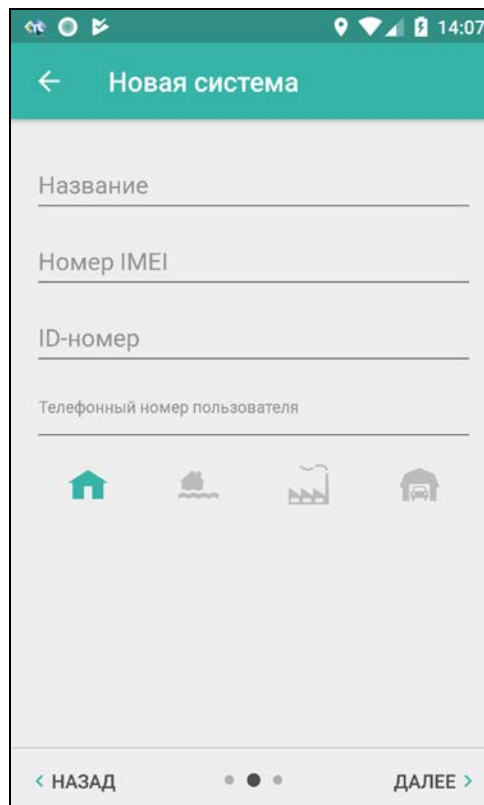 14:07
Новая система
Название
Номер IMEI
ID-номер
Телефонный номер пользователя
НАЗАД
ДАЛЕЕ